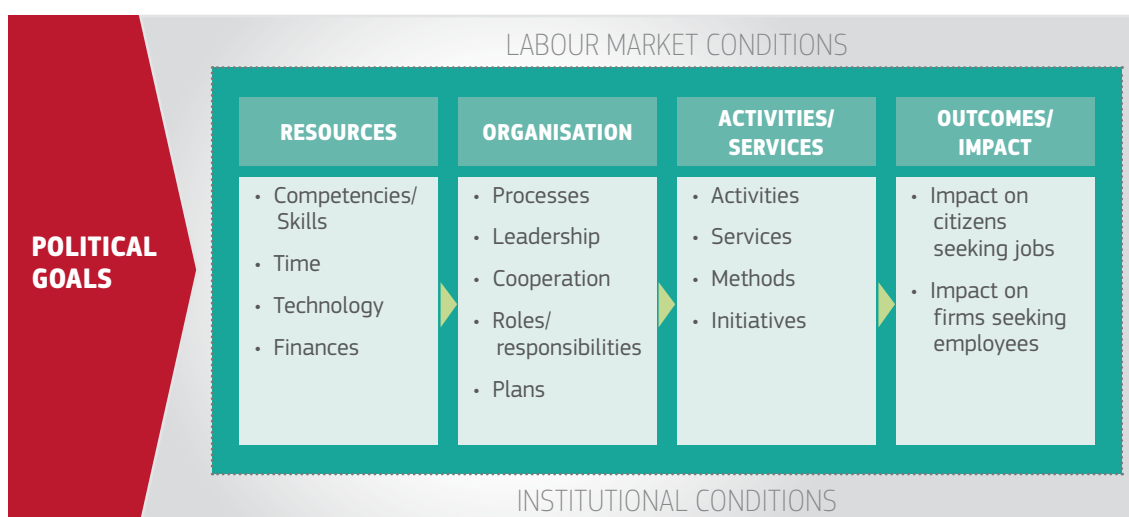 LABOUR MARKET CONDITIONS
POLITICAL
GOALS
RESOURCES
• Competencies/
Skills
• Time
• Technology
• Finances
ORGANISATION
• Processes
• Leadership
• Cooperation
• Roles/
responsibilities
• Plans
ACTIVITIES/
SERVICES
• Activities
• Services
• Methods
• Initiatives
OUTCOMES/
IMPACT
• Impact on
citizens
seeking jobs
• Impact on
firms seeking
employees
INSTITUTIONAL CONDITIONS